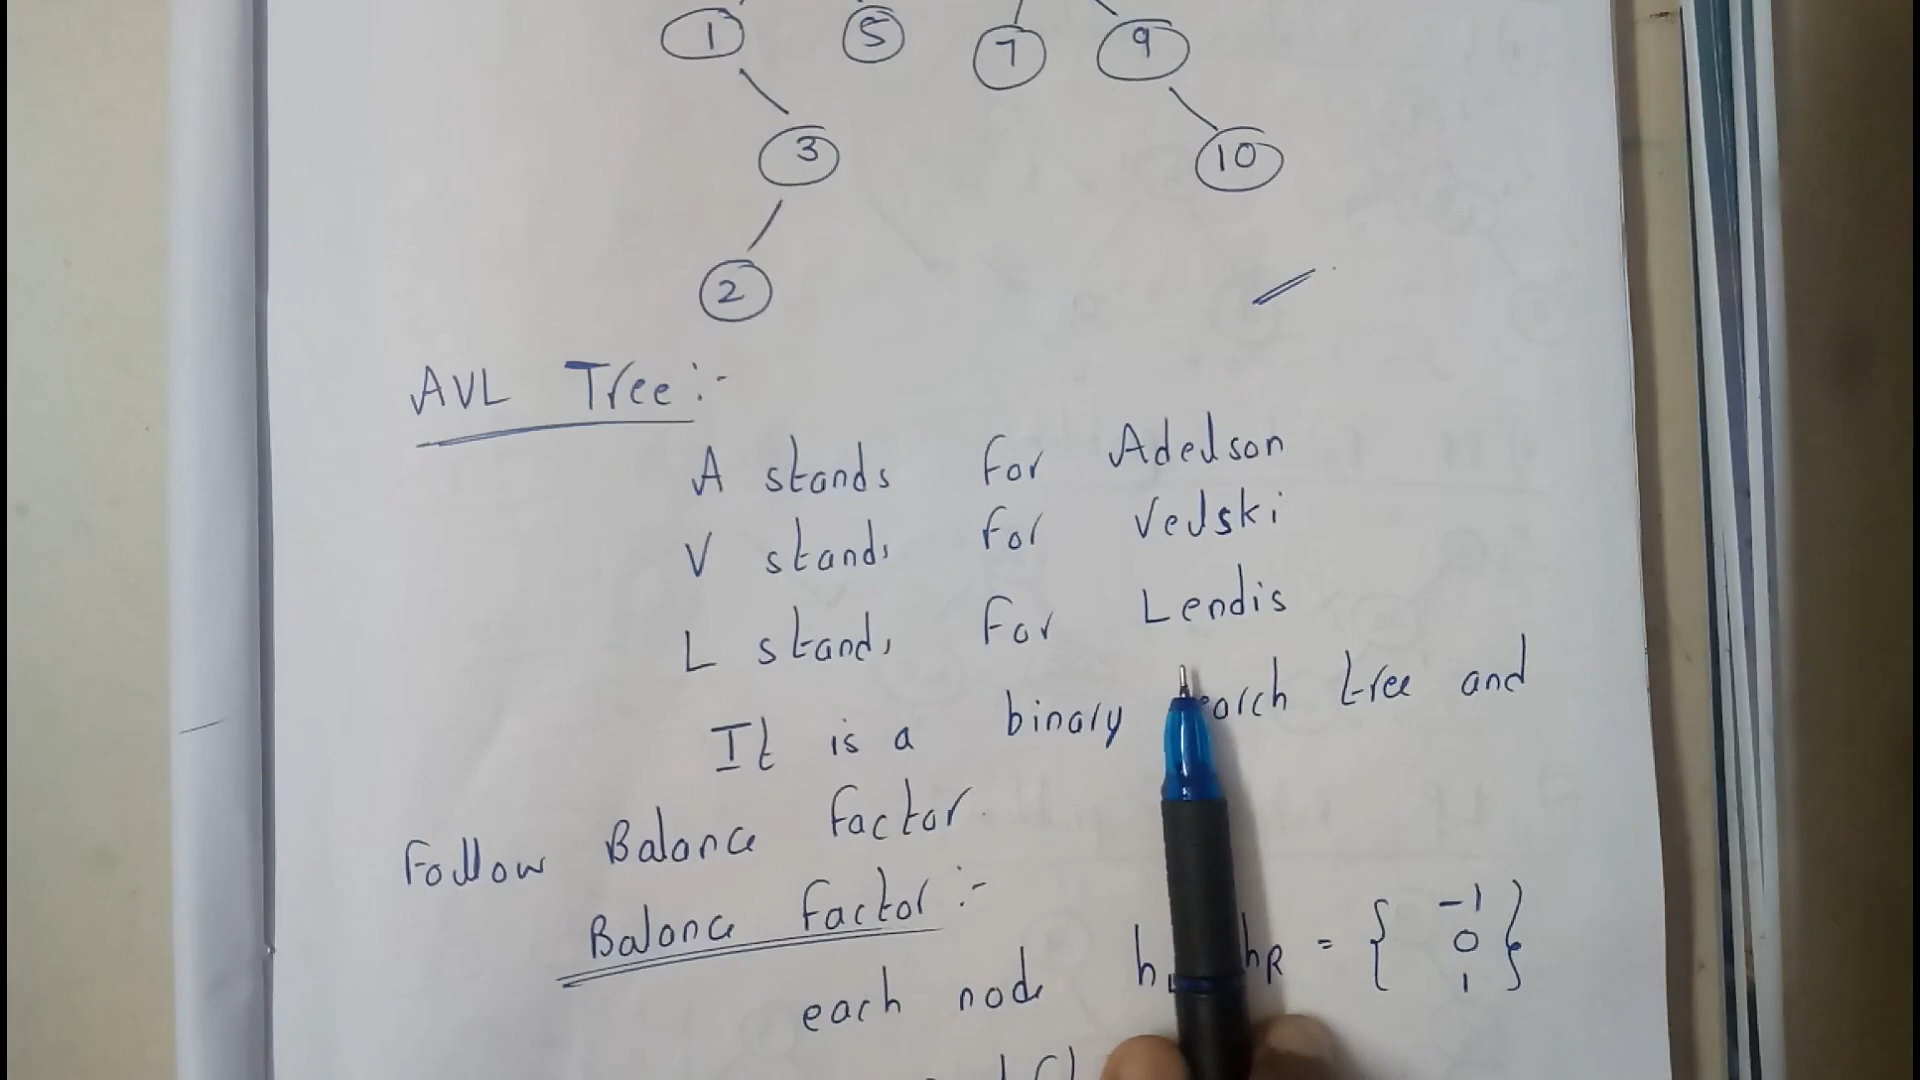 1 5 7 9
3 10
2
AVL Tree:-
A stands for Adelson
V stands for Velski
L stands for Lendis
It is a binary tree and
Follow Balance factor.
Balance factor :-
each node h hR = { -1 0 1 }